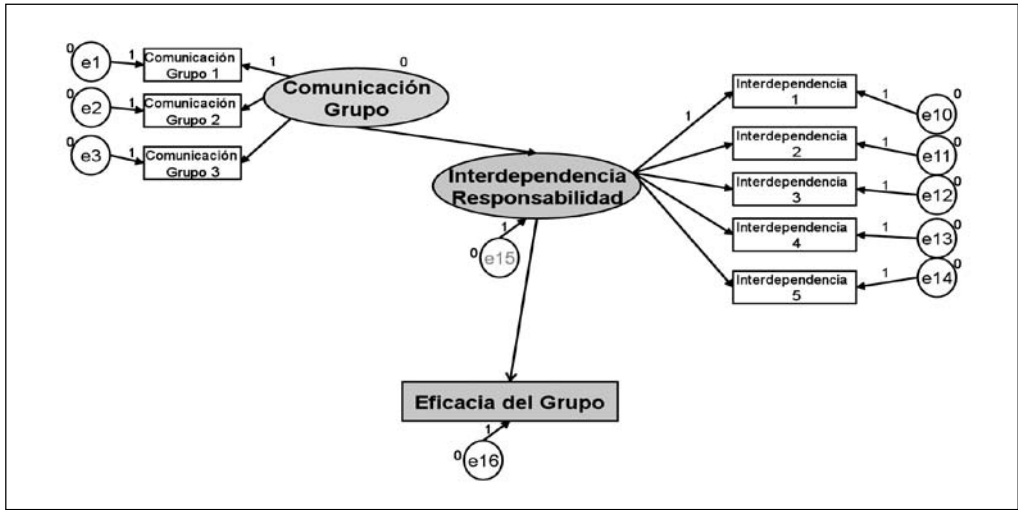 0
e1
1
Comunicación
Grupo 1
1
0
Comunicación
Grupo
0
e2
1
Comunicación
Grupo 2
0
e3
1
Comunicación
Grupo 3
Interdependencia
Responsabilidad
1
0
e15
1
Interdependencia
1
1
0
e10
Interdependencia
2
1
0
e11
Interdependencia
3
1
0
e12
Interdependencia
4
1
0
e13
Interdependencia
5
1
0
e14
Eficacia del Grupo
1
0
e16